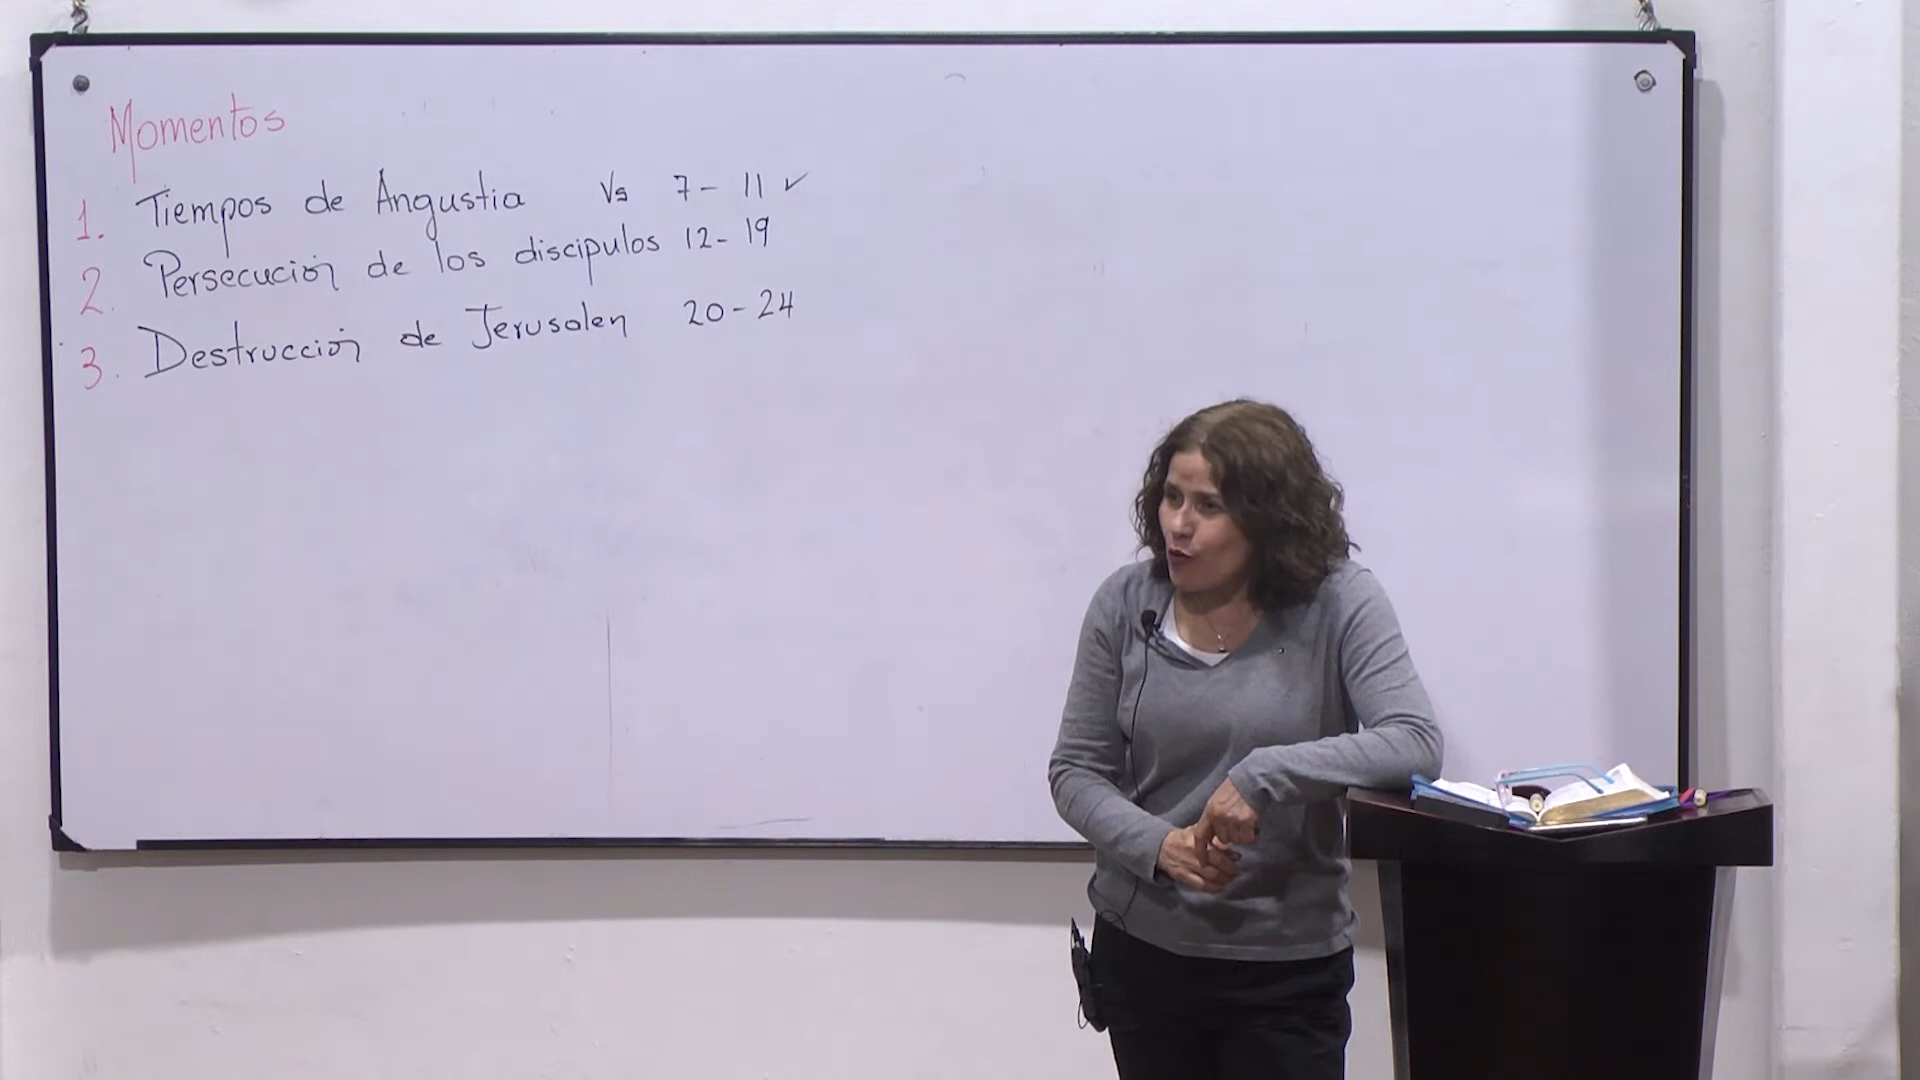 Momentos
1. Tiempos de Angustia Vs 7- 11 ✓
2. Persecución de los discipulos 12- 19
3. Destrucción de Jerusalen 20-24